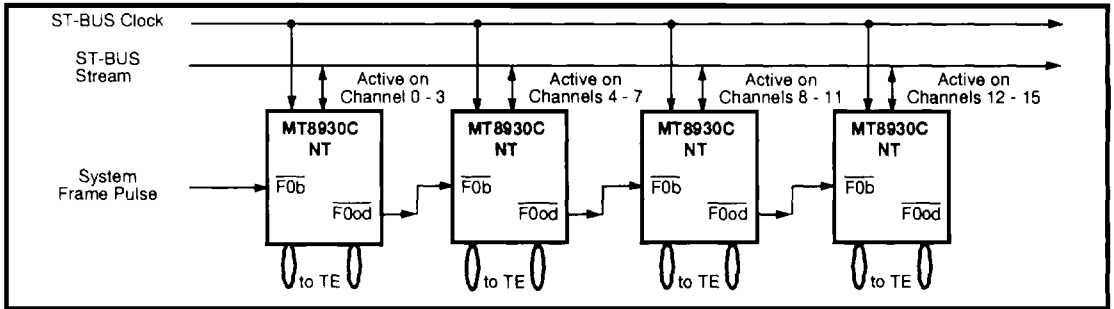 ST-BUS Clock
ST-BUS
Stream
Active on
Channel 0 - 3
Active on
Channels 4 - 7
Active on
Channels 8 - 11
Active on
Channels 12 - 15
System
Frame Pulse
MT8930C
NT
F0b
F0od
to TE
MT8930C
NT
F0b
F0od
to TE
MT8930C
NT
F0b
F0od
to TE
MT8930C
NT
F0b
F0od
to TE